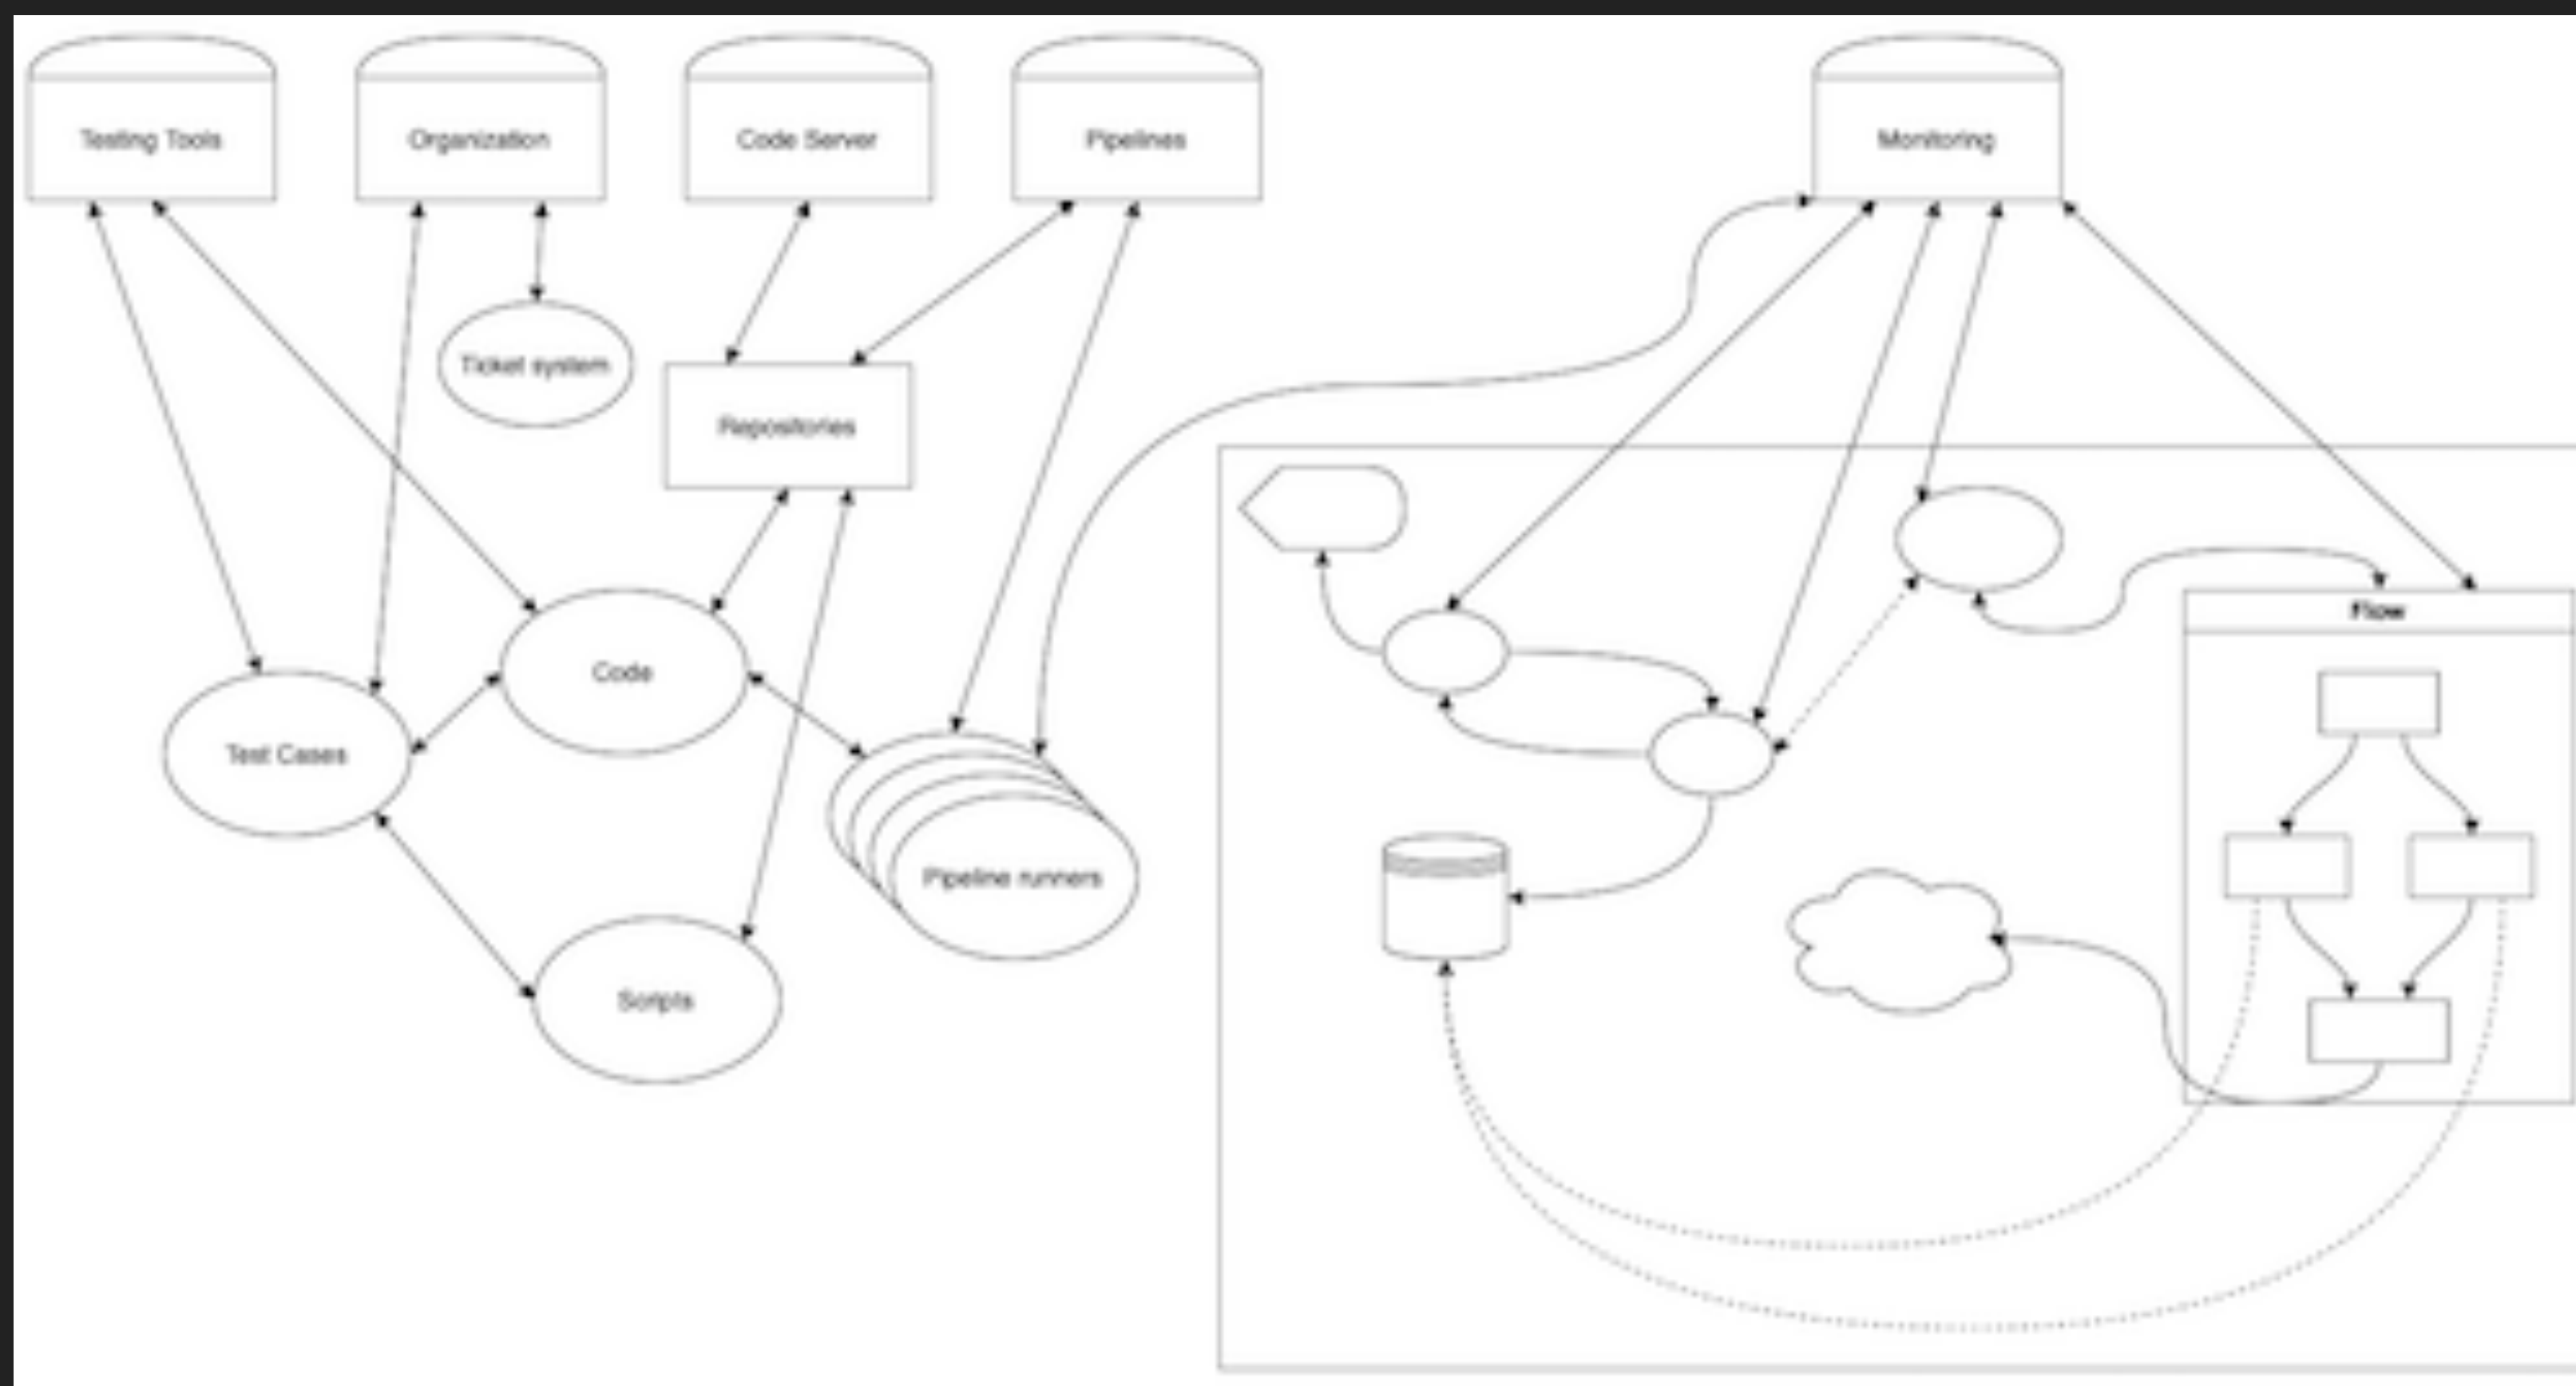 Testing Tools
Organization
Code Server
Pipelines
Monitoring
Ticket system
Repositories
Flow
Code
Test Cases
Pipeline runners
Scripts